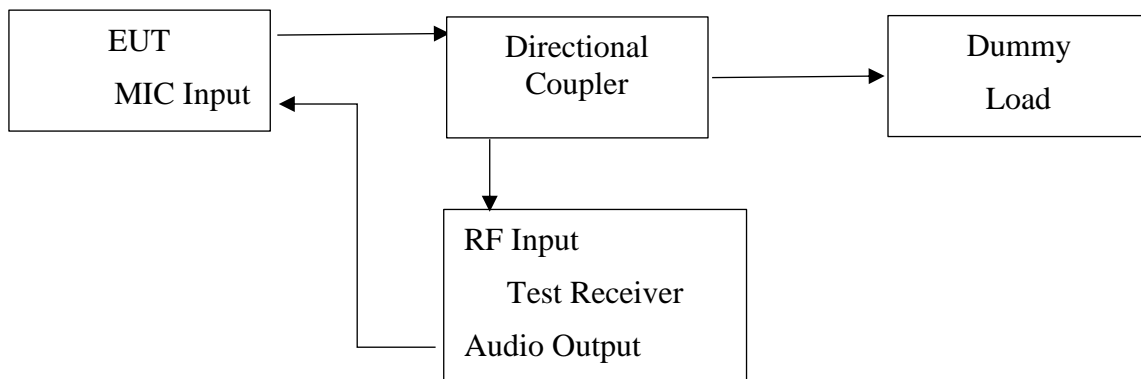 EUT
MIC Input
Directional
Coupler
Dummy
Load
RF Input
Test Receiver
Audio Output